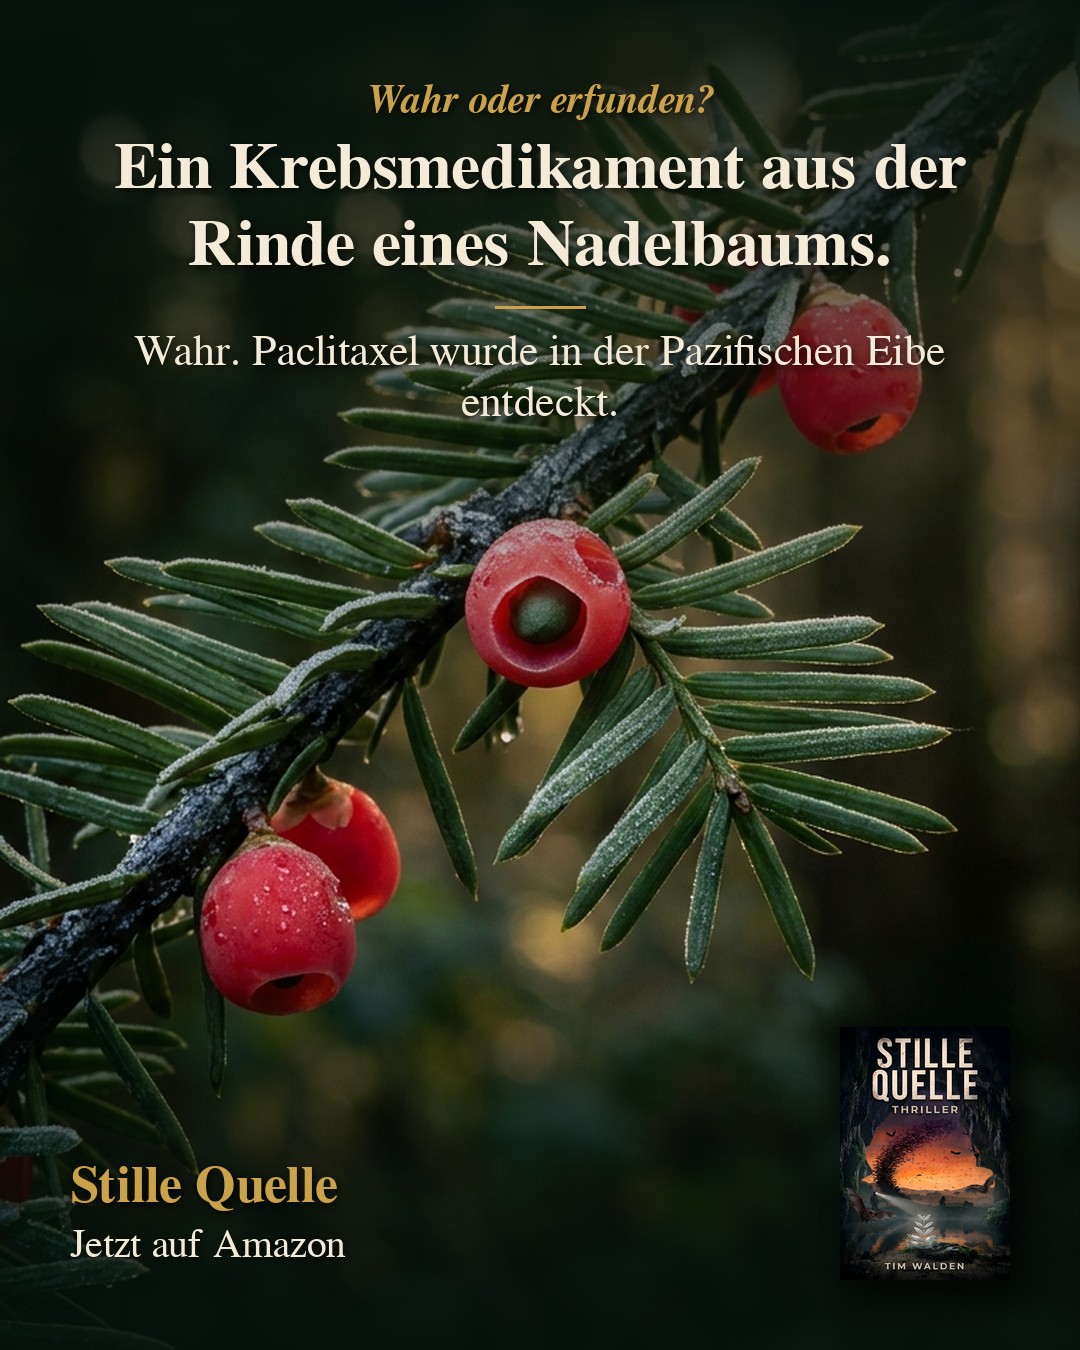 Wahr oder erfunden?
Ein Krebsmedikament aus der
Rinde eines Nadelbaums.
Wahr. Paclitaxel wurde in der Pazifischen Eibe
entdeckt.
STILLE
QUELLE
THRILLER
TIM WALDEN
Stille Quelle
Jetzt auf Amazon